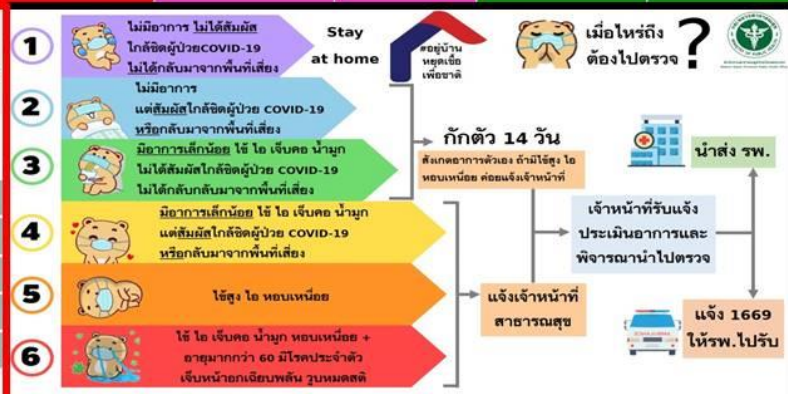 1
ไม่มีอาการ ไม่ได้สัมผัส
ใกล้ชิดผู้ป่วยCOVID-19
ไม่ได้กลับมาจากพื้นที่เสี่ยง
Stay
at home
#อยู่บ้าน
หยุดเชื้อ
เพื่อชาติ
เมื่อไหร่ถึง
ต้องไปตรวจ ?
2
ไม่มีอาการ
แต่สัมผัสใกล้ชิดผู้ป่วย COVID-19
หรือกลับมาจากพื้นที่เสี่ยง
3
มีอาการเล็กน้อย ไข้ ไอ เจ็บคอ น้ำมูก
ไม่ได้สัมผัสใกล้ชิดผู้ป่วย COVID-19
ไม่ได้กลับกลับมาจากพื้นที่เสี่ยง
กักตัว 14 วัน
สังเกตอาการตัวเอง ถ้ามีไข้สูง ไอ
หอบเหนื่อย ค่อยแจ้งเจ้าหน้าที่
4
มีอาการเล็กน้อย ไข้ ไอ เจ็บคอ น้ำมูก
แต่สัมผัสใกล้ชิดผู้ป่วย COVID-19
หรือกลับมาจากพื้นที่เสี่ยง
5
ไข้สูง ไอ หอบเหนื่อย
6
ไข้ ไอ เจ็บคอ น้ำมูก หอบเหนื่อย +
อายุมากกว่า 60 มีโรคประจำตัว
เจ็บหน้าอกเฉียบพลัน วูบหมดสติ
แจ้งเจ้าหน้าที่
สาธารณสุข
เจ้าหน้าที่รับแจ้ง
ประเมินอาการและ
พิจารณานำไปตรวจ
นำส่ง รพ.
แจ้ง 1669
ให้รพ.ไปรับ